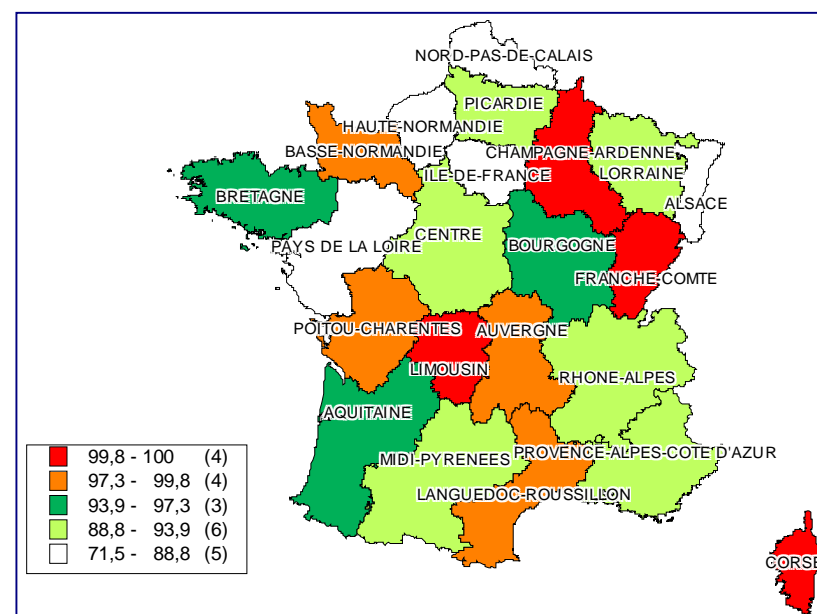 NORD-PAS-DE-CALAIS
PICARDIE
HAUTE-NORMANDIE
BASSE-NORMANDIE
CHAMPAGNE-ARDENNE
ILE-DE-FRANCE
LORRAINE
BRETAGNE
ALSACE
CENTRE
PAYS DE LA LOIRE
BOURGOGNE
FRANCHE-COMTE
POITOU-CHARENTES
AUVERGNE
LIMOUSIN
RHONE-ALPES
AQUITAINE
PROVENCE-ALPES-COTE D'AZUR
MIDI-PYRENEES
LANGUEDOC-ROUSSILLON
99,8 - 100 (4)
97,3 - 99,8 (4)
93,9 - 97,3 (3)
88,8 - 93,9 (6)
71,5 - 88,8 (5)
CORSE